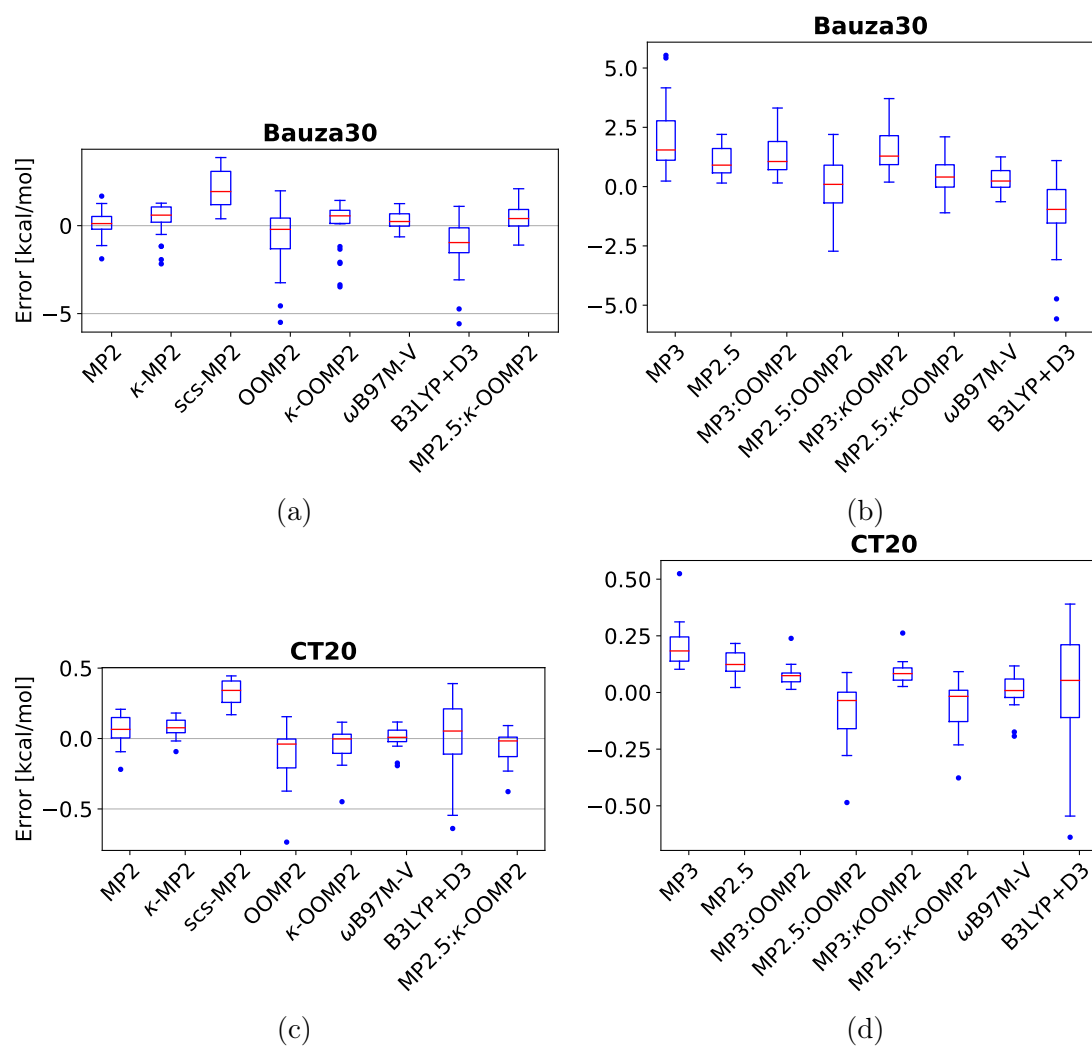 Bauza30
Error [kcal/mol]
0
−5
MP2
κ-MP2
scs-MP2
OOMP2
κ-OOMP2
ωB97M-V
B3LYP+D3
MP2.5:κ-OOMP2
(a)
Bauza30
5.0
2.5
0.0
−2.5
−5.0
MP3
MP2.5
MP3:OOMP2
MP2.5:OOMP2
MP3:κOOMP2
MP2.5:κ-OOMP2
ωB97M-V
B3LYP+D3
(b)
CT20
Error [kcal/mol]
0.5
0.0
−0.5
MP2
κ-MP2
scs-MP2
OOMP2
κ-OOMP2
ωB97M-V
B3LYP+D3
MP2.5:κ-OOMP2
(c)
CT20
0.50
0.25
0.00
−0.25
−0.50
MP3
MP2.5
MP3:OOMP2
MP2.5:OOMP2
MP3:κOOMP2
MP2.5:κ-OOMP2
ωB97M-V
B3LYP+D3
(d)